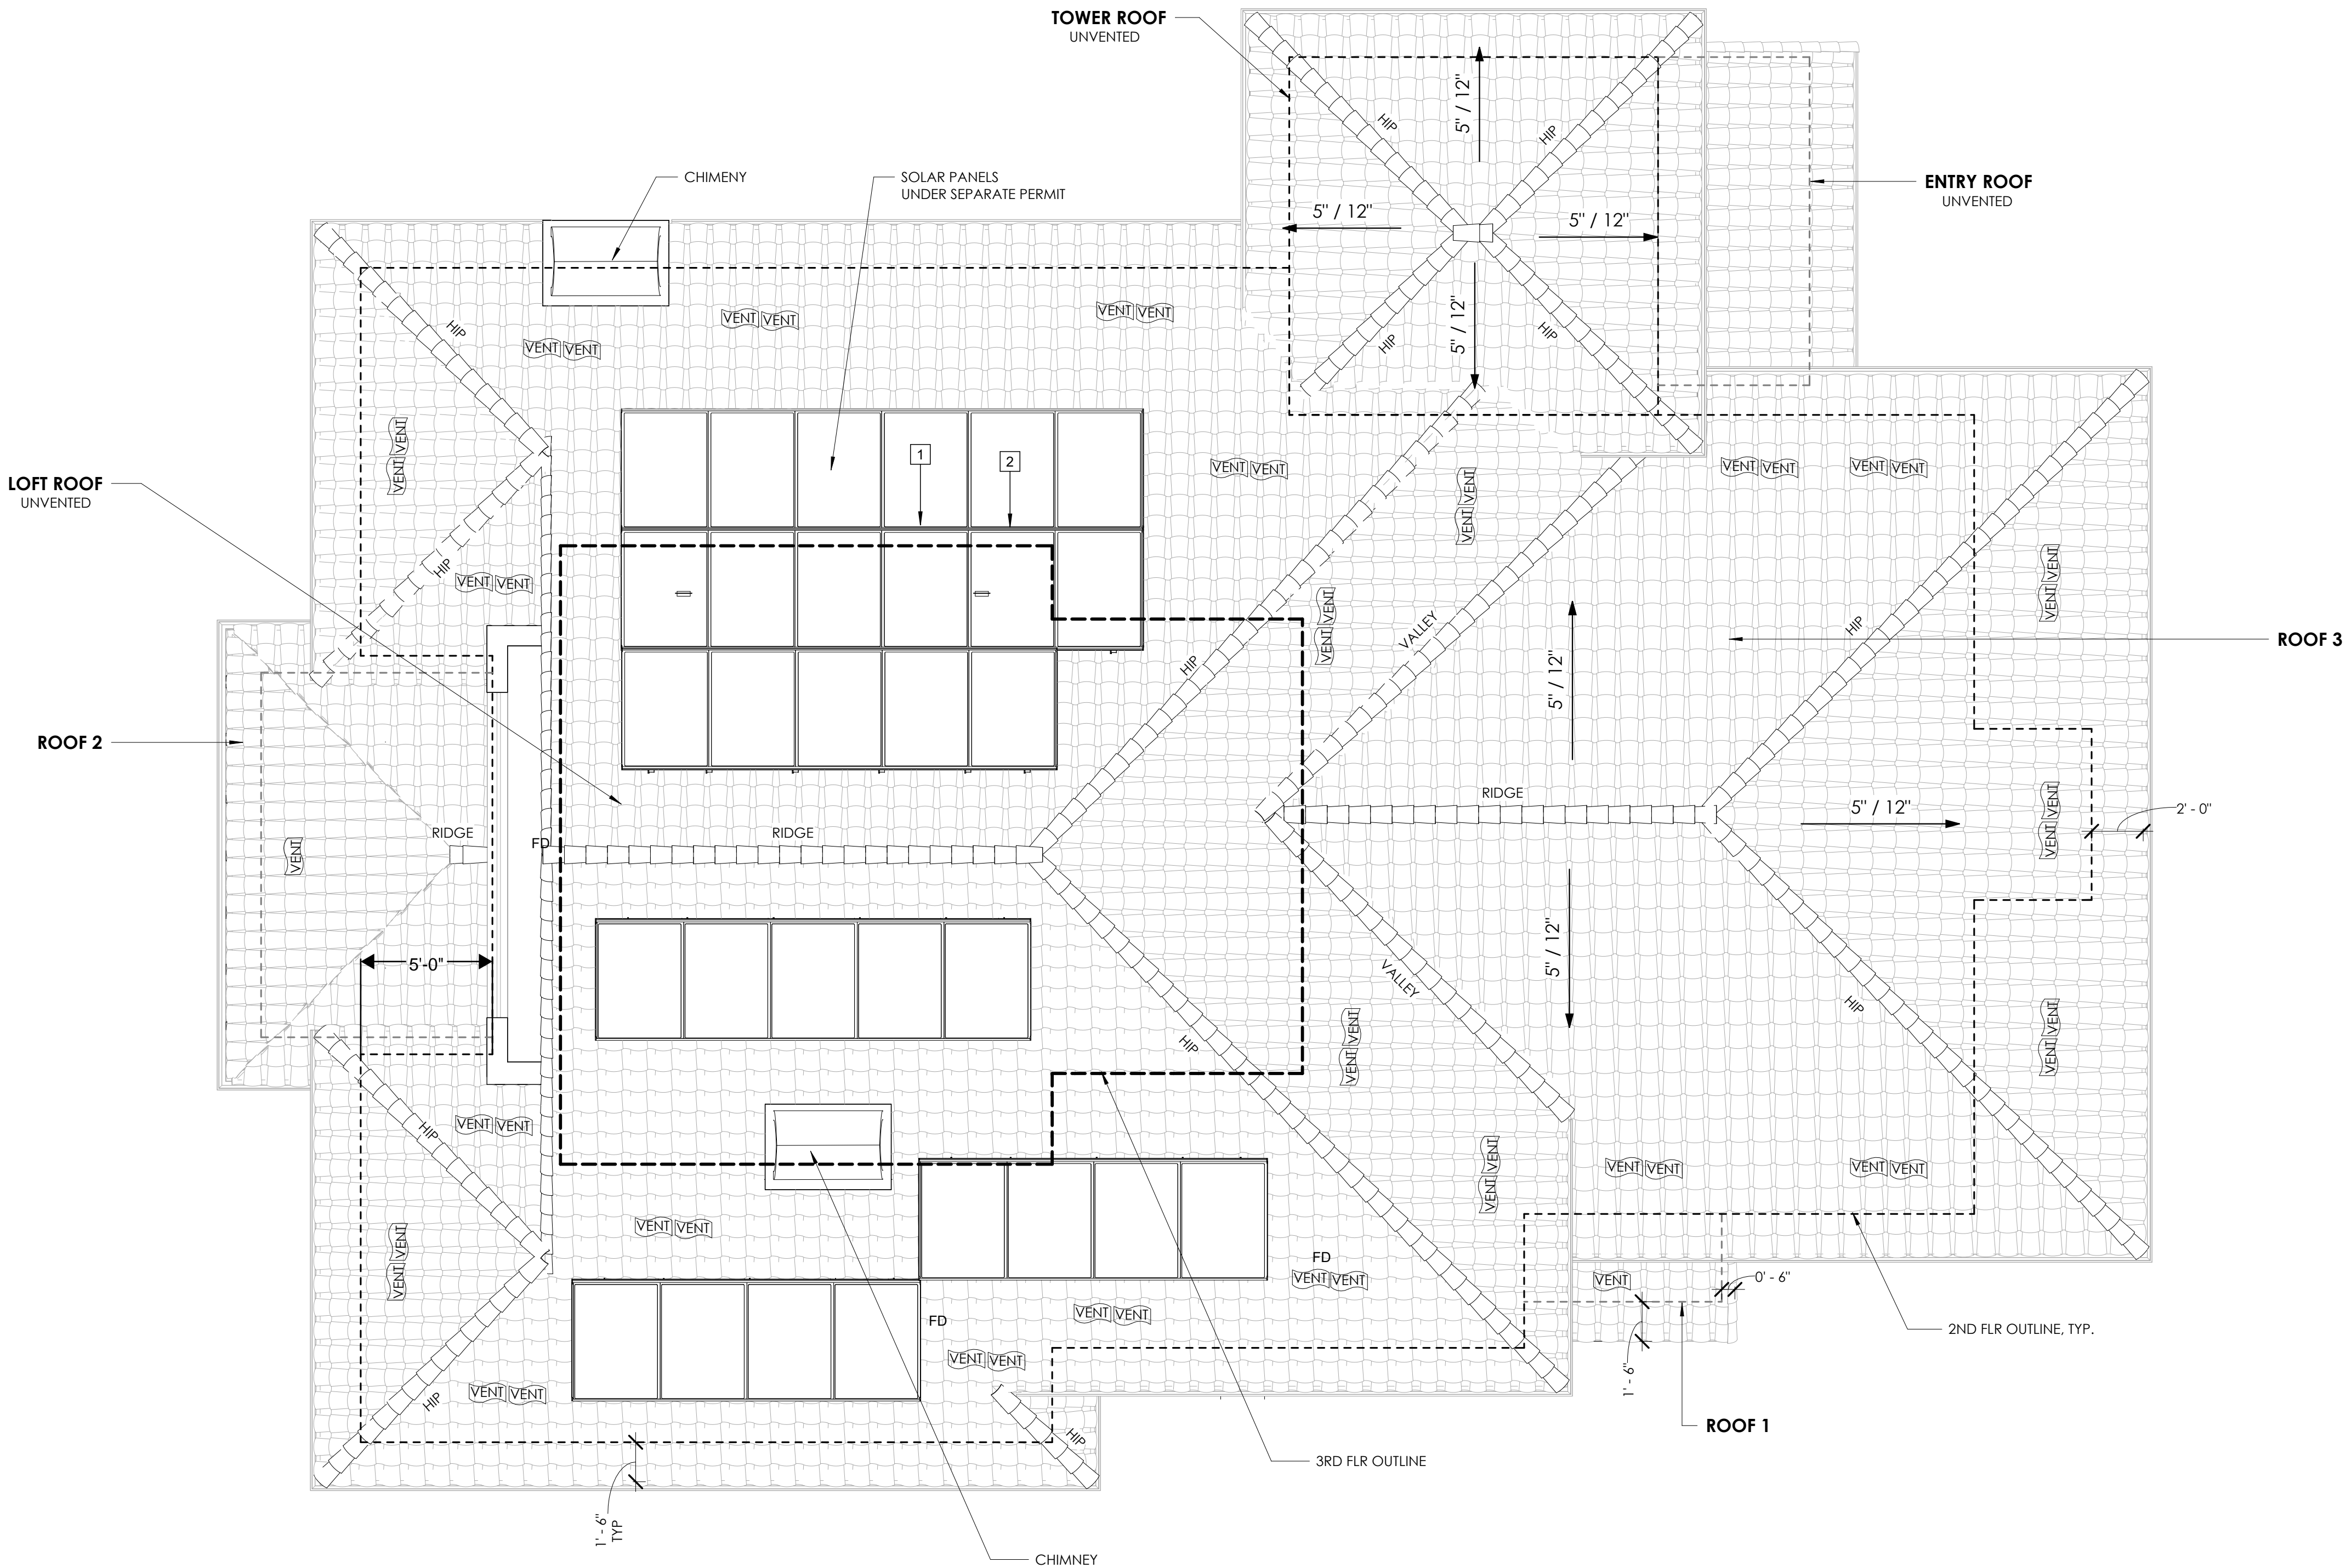 TOWER ROOF
UNVENTED
HIP
5" / 12"
HIP
CHIMENY
SOLAR PANELS
UNDER SEPARATE PERMIT
ENTRY ROOF
UNVENTED
5" / 12"
5" / 12"
VENT VENT
VENT VENT
HIP
5" / 12"
HIP
HIP
VENT VENT
VENT VENT
1
2
VENT VENT
VENT VENT
VENT VENT
VENT VENT
LOFT ROOF
UNVENTED
HIP
VENT VENT
VENT VENT
VENT VENT
VALLEY
HIP
ROOF 3
HIP
5" / 12"
ROOF 2
RIDGE
RIDGE
RIDGE
5" / 12"
VENT VENT
2' - 0"
FD
VENT
5'-0"
5" / 12"
VALLEY
HIP
HIP
VENT VENT
VENT VENT
HIP
VENT VENT
VENT VENT
VENT VENT
VENT VENT
VENT VENT
VENT VENT
FD
VENT VENT
VENT
0' - 6"
VENT VENT
FD
2ND FLR OUTLINE, TYP.
VENT VENT
1' - 6"
VENT VENT
HIP
HIP
ROOF 1
3RD FLR OUTLINE
1' - 6"
TYP
CHIMNEY